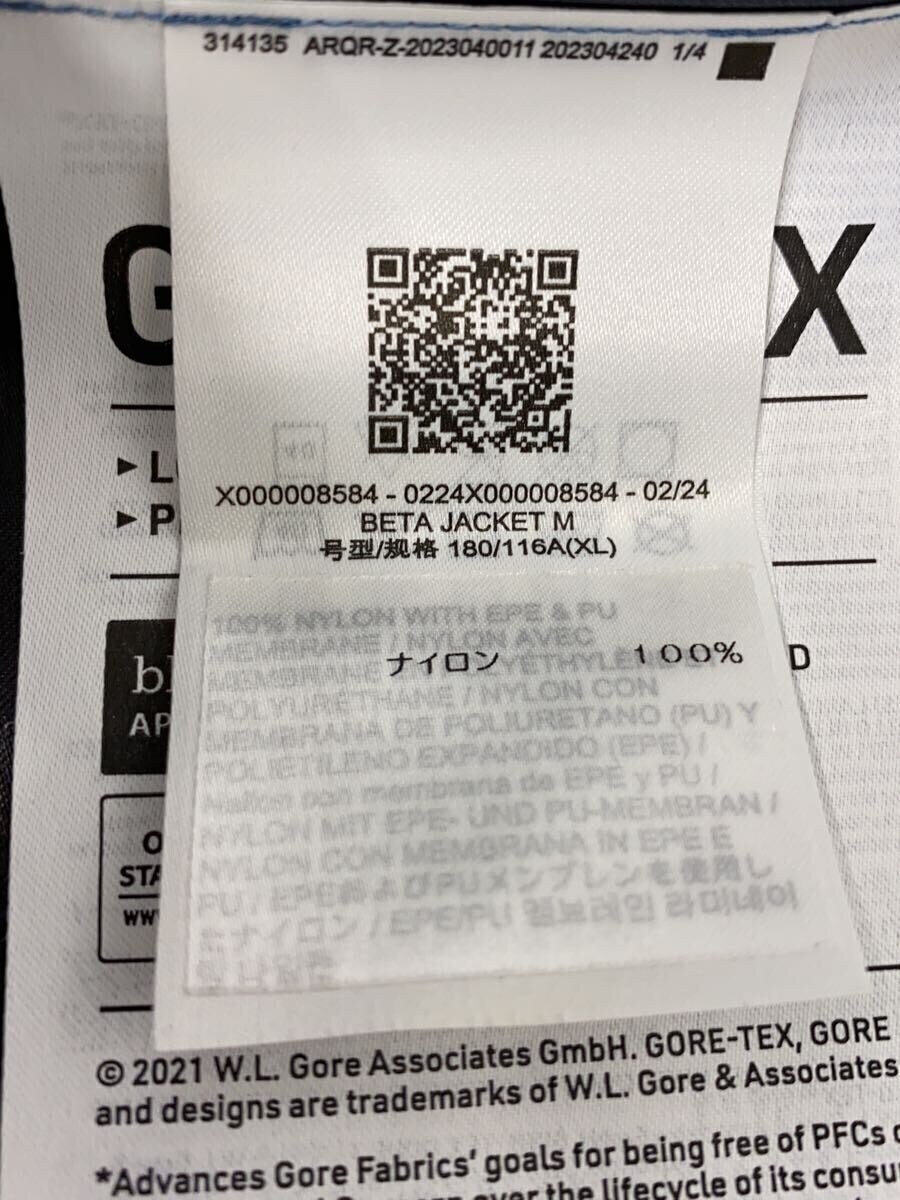 314135 ARQR-Z-2023040011 202304240 1/4
G
X
X000008584 - 0224X000008584 - 02/24
BETA JACKET M
号型/规格 180/116A(XL)
100% NYLON WITH EPE & PU
MEMBRANE / NYLON AVEC
ナイロン 100%
POLYURETHANE / NYLON CON
MEMBRANA DE POLIURETANO (PU) Y
POLIETILENO EXPANDIDO (EPE) /
Nailon con membrana de EPE y PU /
NYLON MIT EPE- UND PU-MEMBRAN /
NYLON CON MEMBRANA IN EPE E
PU / EPEおよびPUメンブレンを使用し
たナイロン / EPE/PU 멤브레인 라미네이
D
© 2021 W.L. Gore Associates GmbH. GORE-TEX, GORE
and designs are trademarks of W.L. Gore & Associates
*Advances Gore Fabrics' goals for being free of PFCs
over the lifecycle of its